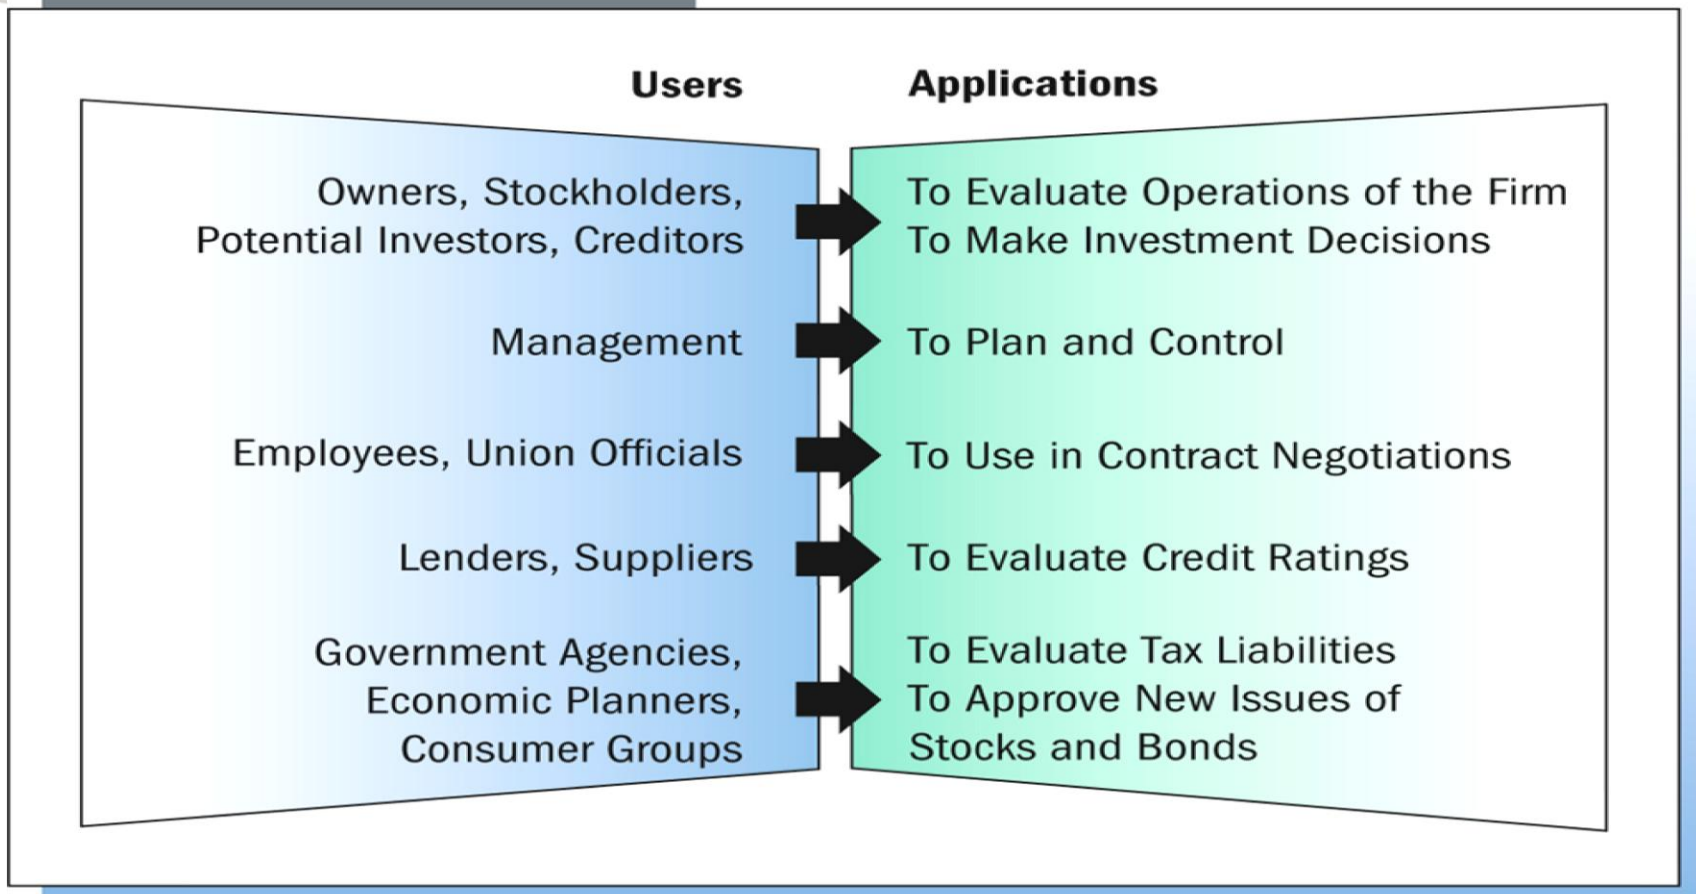 Users
Applications
Owners, Stockholders,
Potential Investors, Creditors
To Evaluate Operations of the Firm
To Make Investment Decisions
Management
To Plan and Control
Employees, Union Officials
To Use in Contract Negotiations
Lenders, Suppliers
To Evaluate Credit Ratings
Government Agencies,
Economic Planners,
Consumer Groups
To Evaluate Tax Liabilities
To Approve New Issues of
Stocks and Bonds